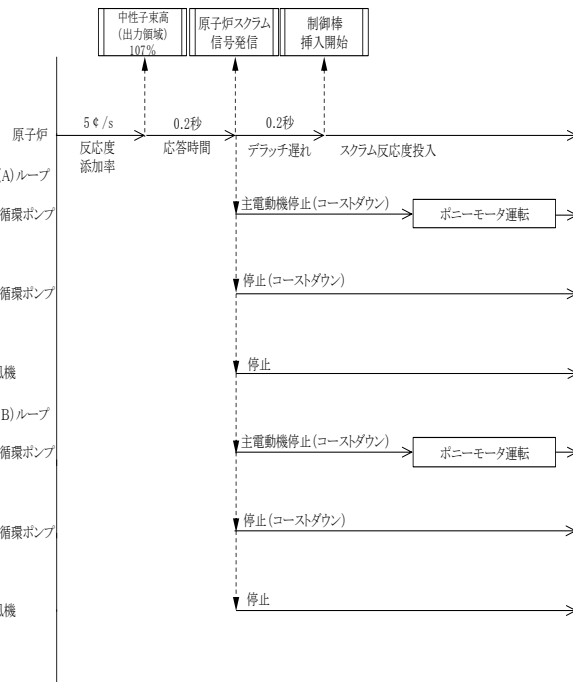 中性子束高
(出力領域)
107%
原子炉スクラム
信号発信
制御棒
挿入開始
5¢/s
0.2秒
0.2秒
原子炉
反応度
添加率
応答時間
デラッチ遅れ
スクラム反応度投入
A)ループ
循環ポンプ
主電動機停止(コーストダウン)
ポニーモータ運転
循環ポンプ
停止(コーストダウン)
機
停止
B)ループ
循環ポンプ
主電動機停止(コーストダウン)
ポニーモータ運転
循環ポンプ
停止(コーストダウン)
機
停止